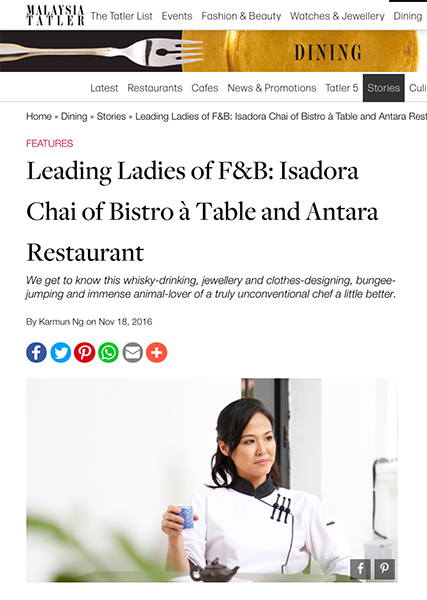 MALAYSIA
TATLER
The Tatler List Events Fashion & Beauty Watches & Jewellery Dining
DINING
Latest Restaurants Cafes News & Promotions Tatler 5 Stories Culi
Home » Dining » Stories » Leading Ladies of F&B: Isadora Chai of Bistro à Table and Antara Rest
FEATURES
Leading Ladies of F&B: Isadora
Chai of Bistro à Table and Antara
Restaurant
We get to know this whisky-drinking, jewellery and clothes-designing, bungee-
jumping and immense animal-lover of a truly unconventional chef a little better.
By Karmun Ng on Nov 18, 2016